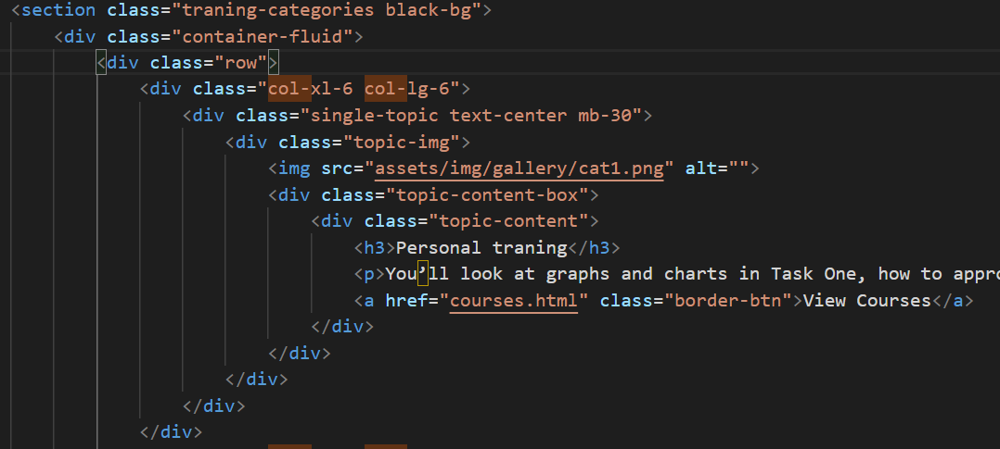 <section class="traning-categories black-bg">
<div class="container-fluid">
<div class="row">
<div class="col-xl-6 col-lg-6">
<div class="single-topic text-center mb-30">
<div class="topic-img">
<img src="assets/img/gallery/cat1.png" alt="">
<div class="topic-content-box">
<div class="topic-content">
<h3>Personal traning</h3>
<p>You’ll look at graphs and charts in Task One, how to appro
<a href="courses.html" class="border-btn">View Courses</a>
</div>
</div>
</div>
</div>
</div>